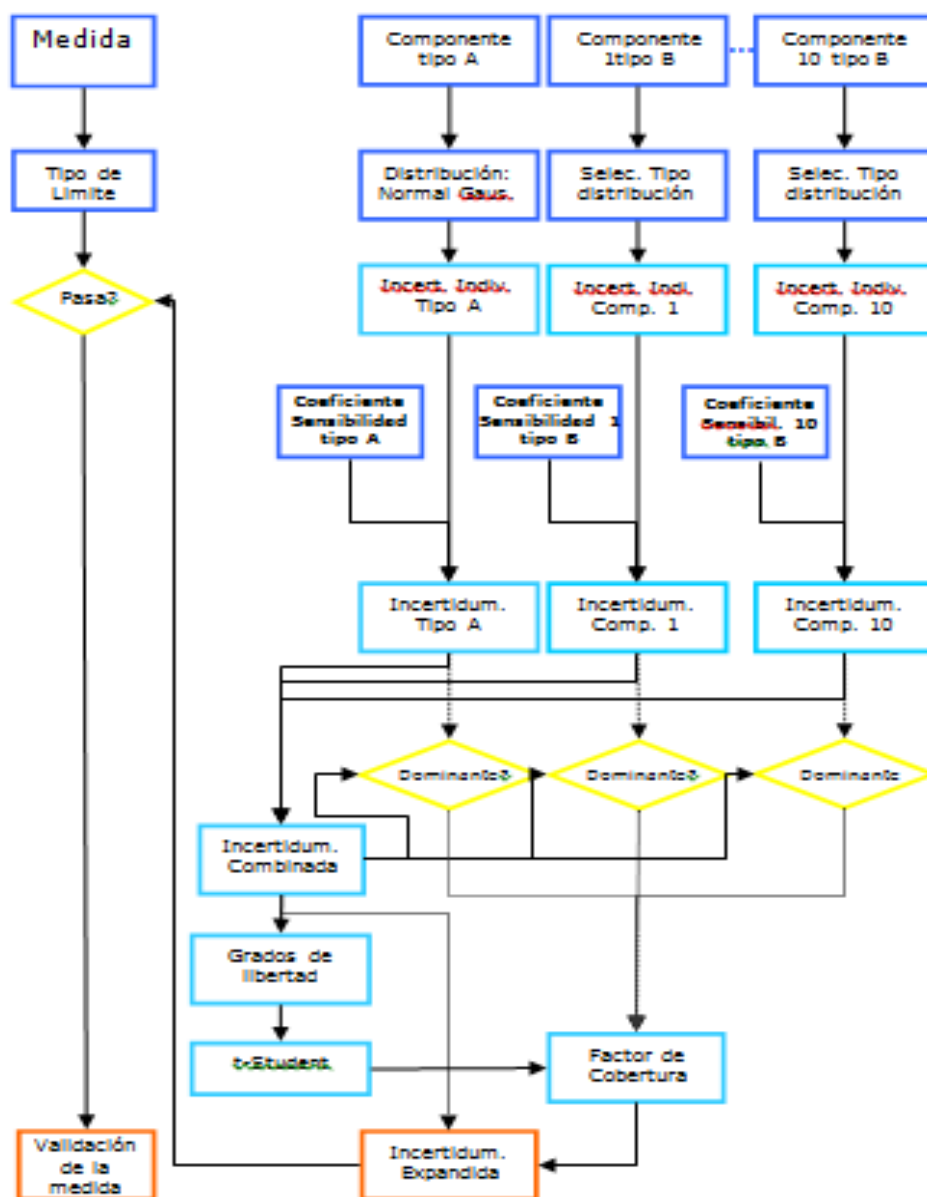 Medida
Componente
tipo A
Componente
1tipo B
Componente
10 tipo B
Tipo de
Limite
Distribución:
Normal Gaus.
Selec. Tipo
distribución
Selec. Tipo
distribución
Pasa?
Incert. Indiv.
Tipo A
Incert. Indi.
Comp. 1
Incert. Indiv.
Comp. 10
Coeficiente
Sensibilidad
tipo A
Coeficiente
Sensibilidad 1
tipo B
Coeficiente
Sensibil. 10
tipo B
Incertidum.
Tipo A
Incertidum.
Comp. 1
Incertidum.
Comp. 10
Dominante?
Dominante?
Dominante
Incertidum.
Combinada
Grados de
libertad
t-Student
Factor de
Cobertura
Validación
de la
medida
Incertidum.
Expandida